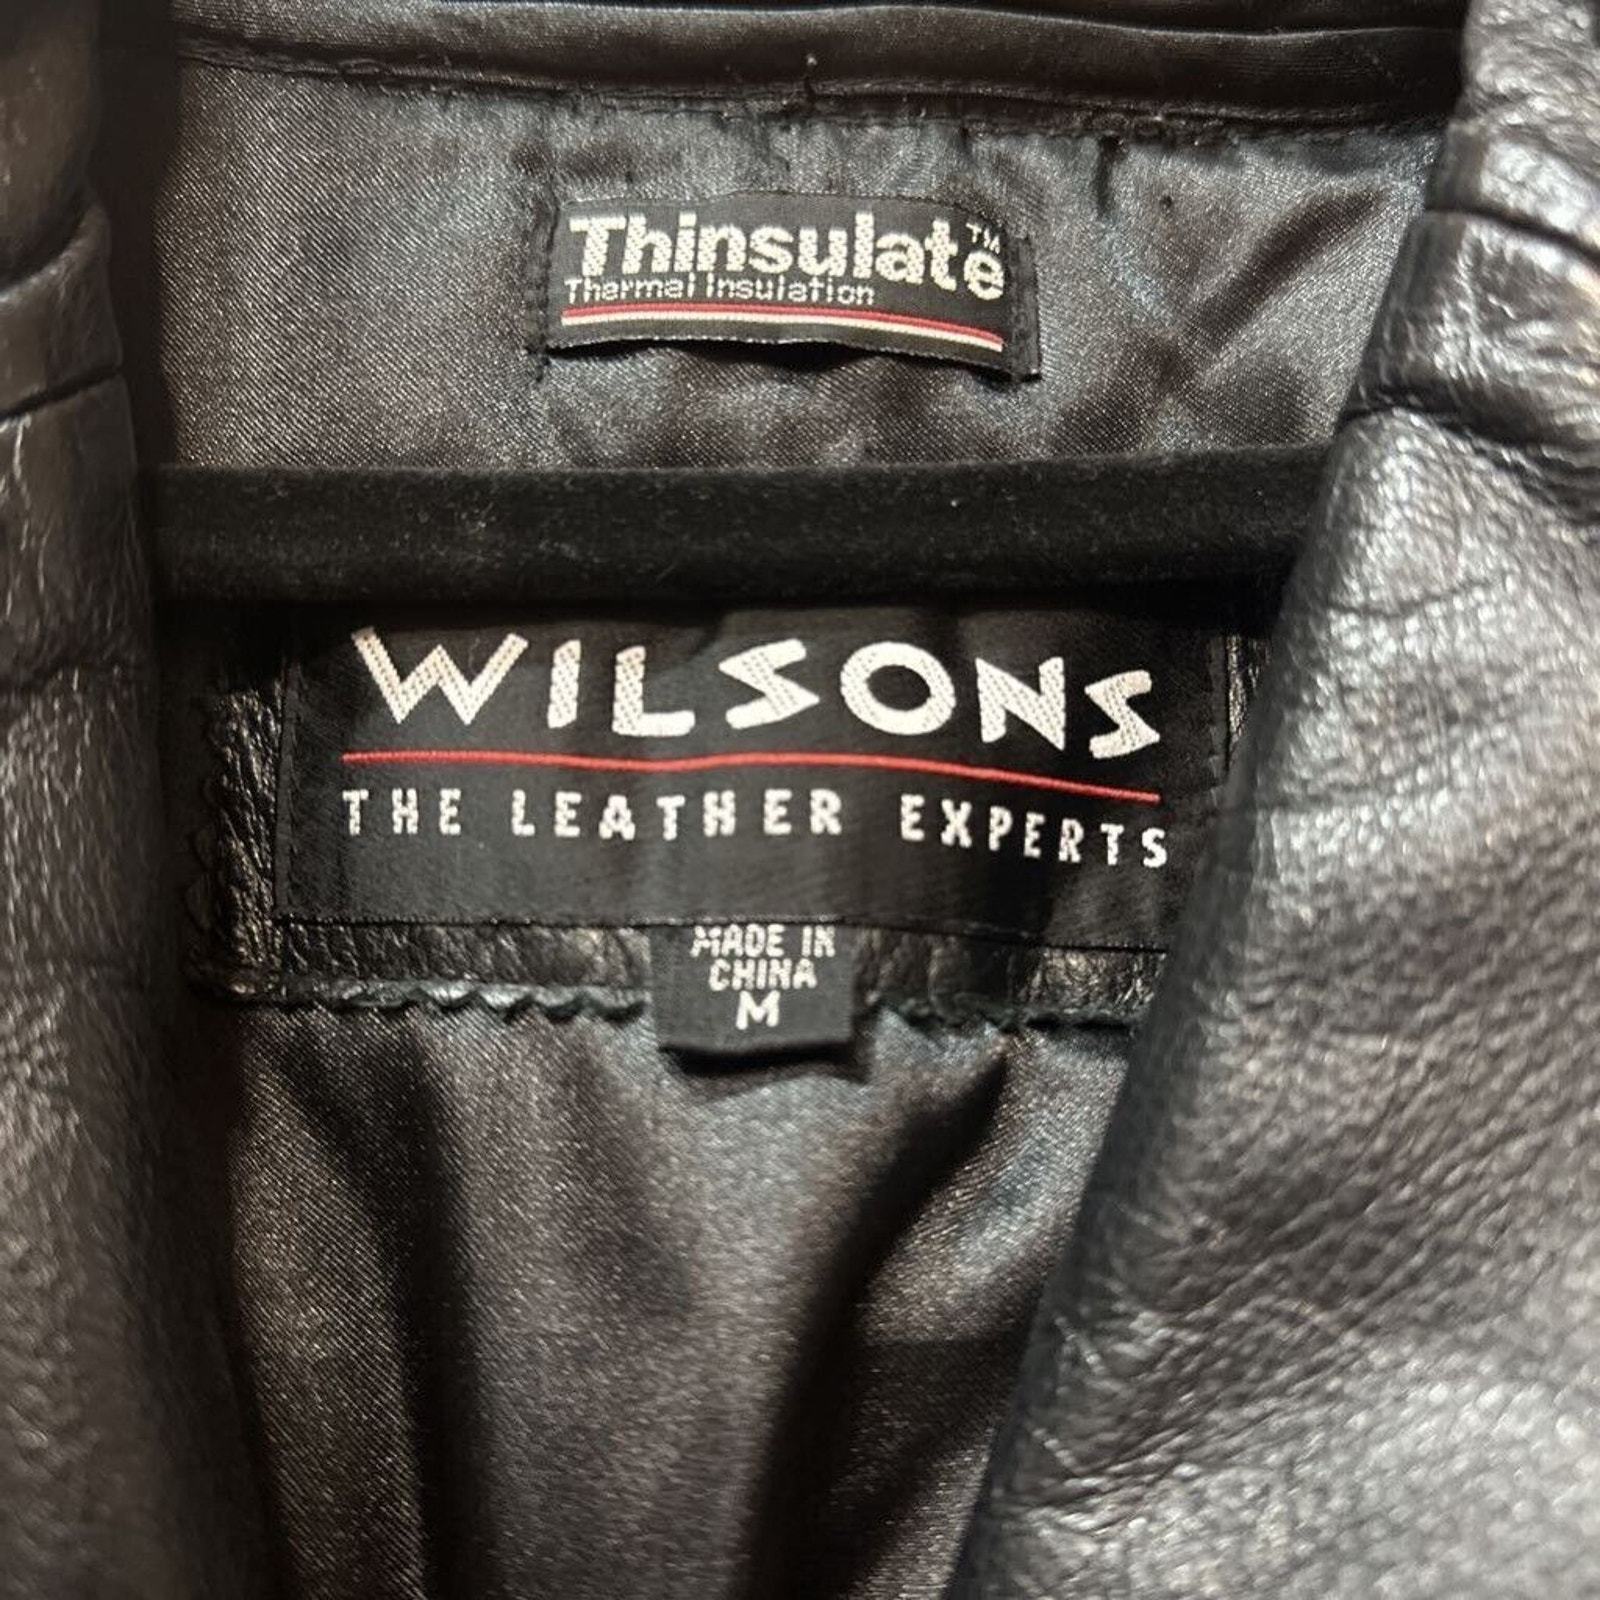 Thinsulate™
Thermal Insulation
WILSONS
THE LEATHER EXPERTS
MADE IN
CHINA
M